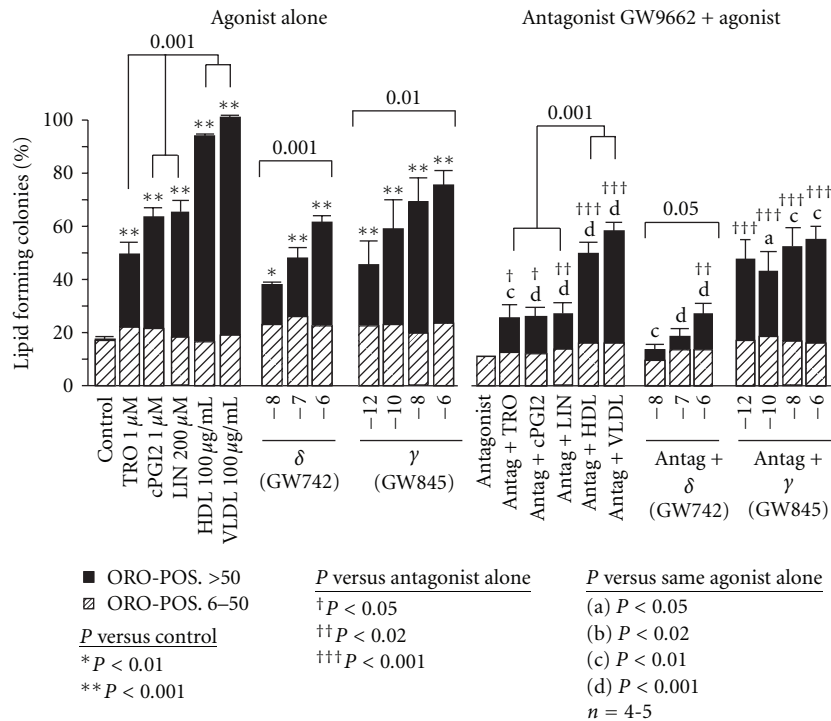 Agonist alone
Antagonist GW9662 + agonist
Lipid forming colonies (%)
100
80
60
40
20
0
0.001
**
**
**
**
**
0.001
*
**
**
0.01
**
**
**
**
Control
TRO 1 µM
cPGI2 1 µM
LIN 200 µM
HDL 100 µg/mL
VLDL 100 µg/mL
−8
−7
−6
δ
(GW742)
−12
−10
−8
−6
γ
(GW845)
0.001
†
c
†
d
††
d
†††
d
†††
d
0.05
c
d
††
d
†††
†††
a
†††
c
†††
c
Antagonist
Antag + TRO
Antag + cPGI2
Antag + LIN
Antag + HDL
Antag + VLDL
−8
−7
−6
Antag +
δ
(GW742)
−12
−10
−8
−6
Antag +
γ
(GW845)
ORO-POS. >50
ORO-POS. 6–50
P versus control
*P < 0.01
**P < 0.001
P versus antagonist alone
†P < 0.05
††P < 0.02
†††P < 0.001
P versus same agonist alone
(a) P < 0.05
(b) P < 0.02
(c) P < 0.01
(d) P < 0.001
n = 4-5